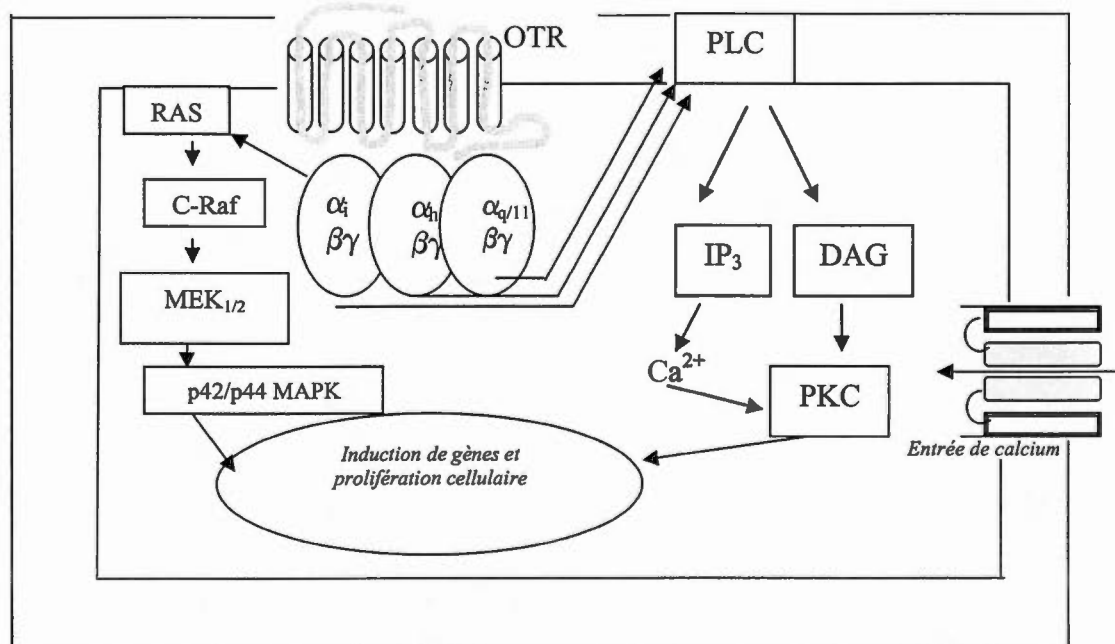 OTR
PLC
RAS
C-Raf
αi
βγ
αh
βγ
αq/11
βγ
IP3
DAG
MEK1/2
Ca2+
p42/p44 MAPK
PKC
Entrée de calcium
Induction de gènes et
prolifération cellulaire